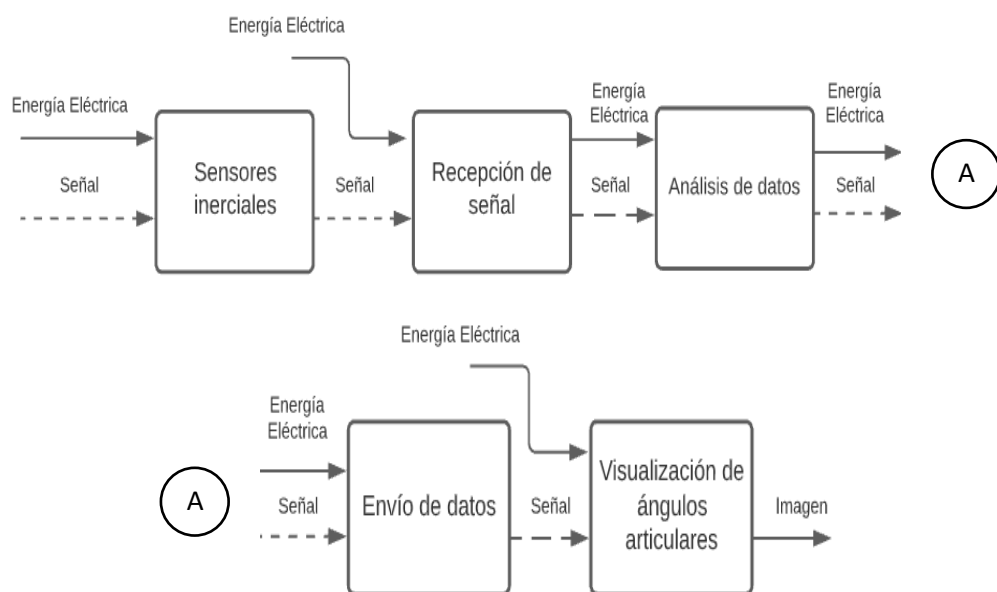 Energía Eléctrica
Energía Eléctrica
Señal
Sensores
inerciales
Señal
Recepción de
señal
Energía
Eléctrica
Señal
Análisis de datos
Energía
Eléctrica
Señal
A
A
Energía
Eléctrica
Señal
Envío de datos
Energía Eléctrica
Señal
Visualización de
ángulos
articulares
Imagen